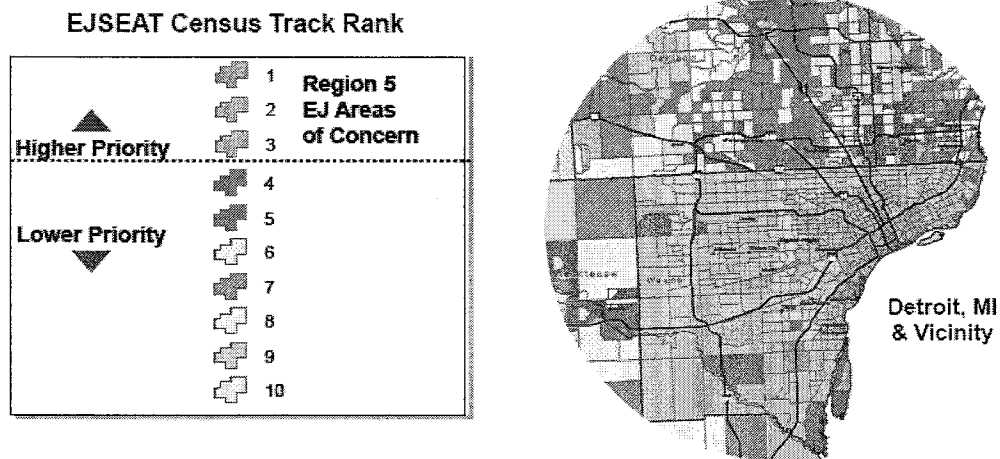 EJSEAT Census Track Rank
1
2
3
Region 5
EJ Areas
of Concern
Higher Priority
4
5
Lower Priority
6
7
8
9
10
Detroit, MI
& Vicinity